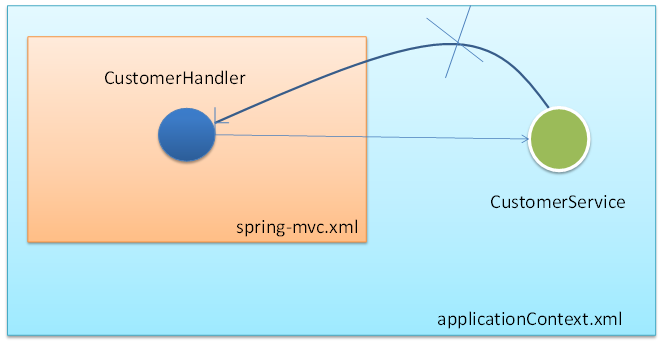 CustomerHandler
CustomerService
spring-mvc.xml
applicationContext.xml